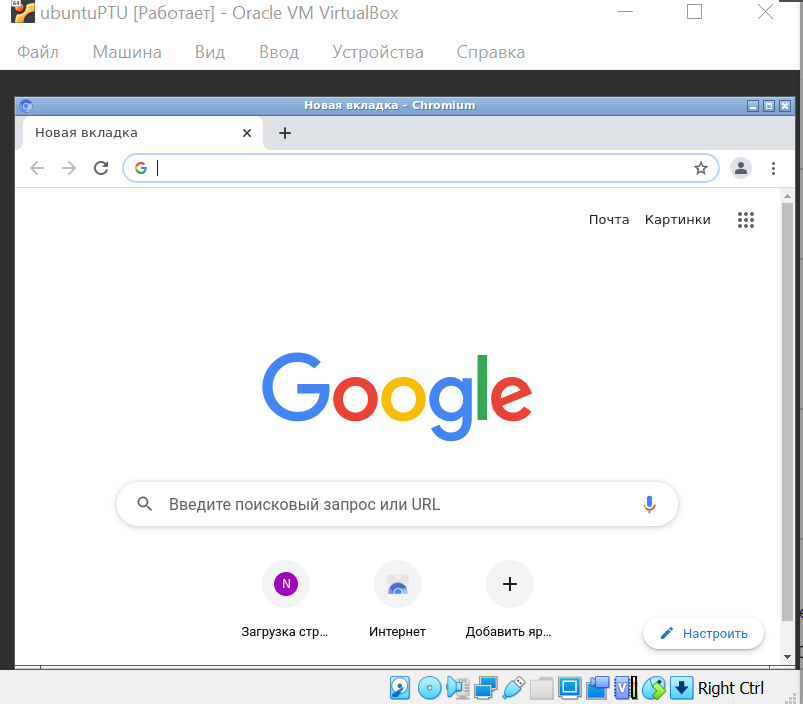 ubuntuPTU [Работает] - Oracle VM VirtualBox
Файл Машина Вид Ввод Устройства Справка
Новая вкладка – Chromium
Новая вкладка
Почта Картинки
Google
Введите поисковый запрос или URL
N
Загрузка стр... Интернет Добавить яр...
Настроить
Right Ctrl